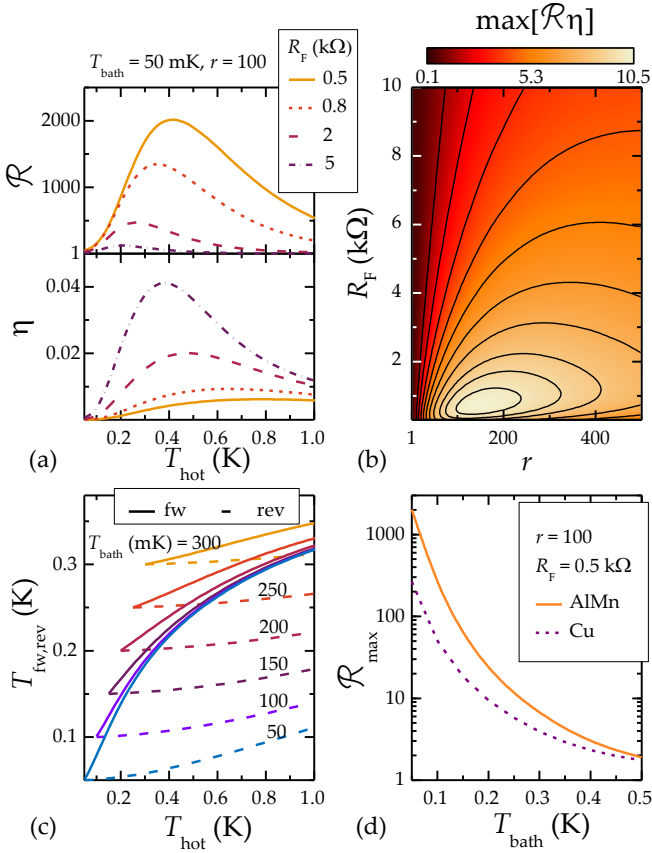 T_bath = 50 mK, r = 100
R_F (kΩ)
0.5
0.8
2
5
ℛ
2000
1000
1
η
0.04
0.02
0.2 0.4 0.6 0.8 1.0
T_hot (K)
(a)
max[ℛη]
0.1 5.3 10.5
R_F (kΩ)
10
8
6
4
2
1 200 400
r
(b)
fw rev
T_bath (mK) = 300
250
200
150
100
50
T_fw,rev (K)
0.3
0.2
0.1
0.2 0.4 0.6 0.8 1.0
T_hot (K)
(c)
r = 100
R_F = 0.5 kΩ
AlMn
Cu
ℛ_max
1000
100
10
1
0.1 0.2 0.3 0.4 0.5
T_bath (K)
(d)